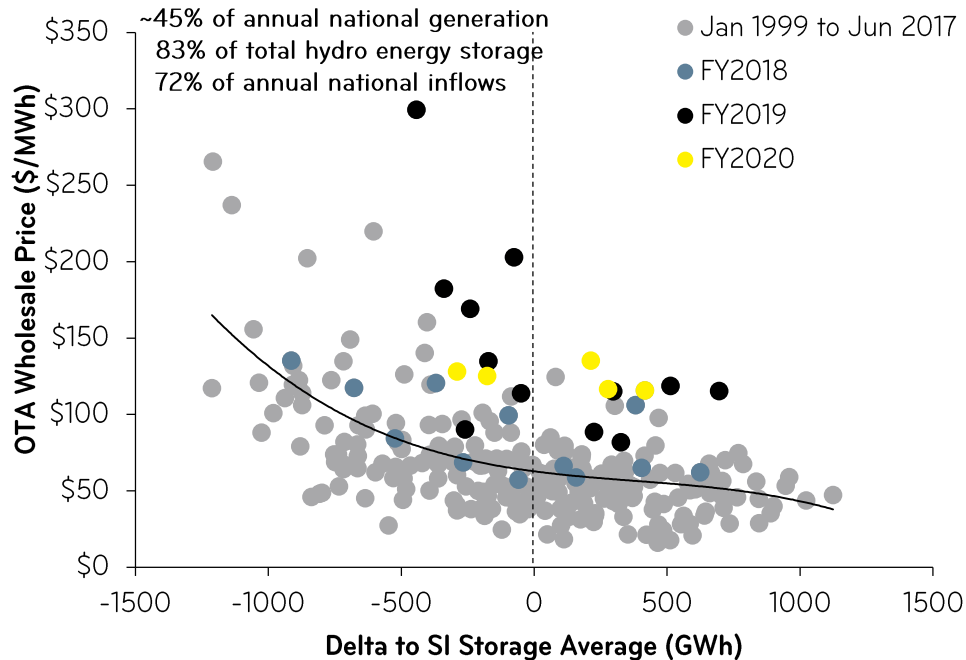 ~45% of annual national generation
83% of total hydro energy storage
72% of annual national inflows
Jan 1999 to Jun 2017
FY2018
FY2019
FY2020
OTA Wholesale Price ($/MWh)
$350
$300
$250
$200
$150
$100
$50
$0
-1500 -1000 -500 0 500 1000 1500
Delta to SI Storage Average (GWh)